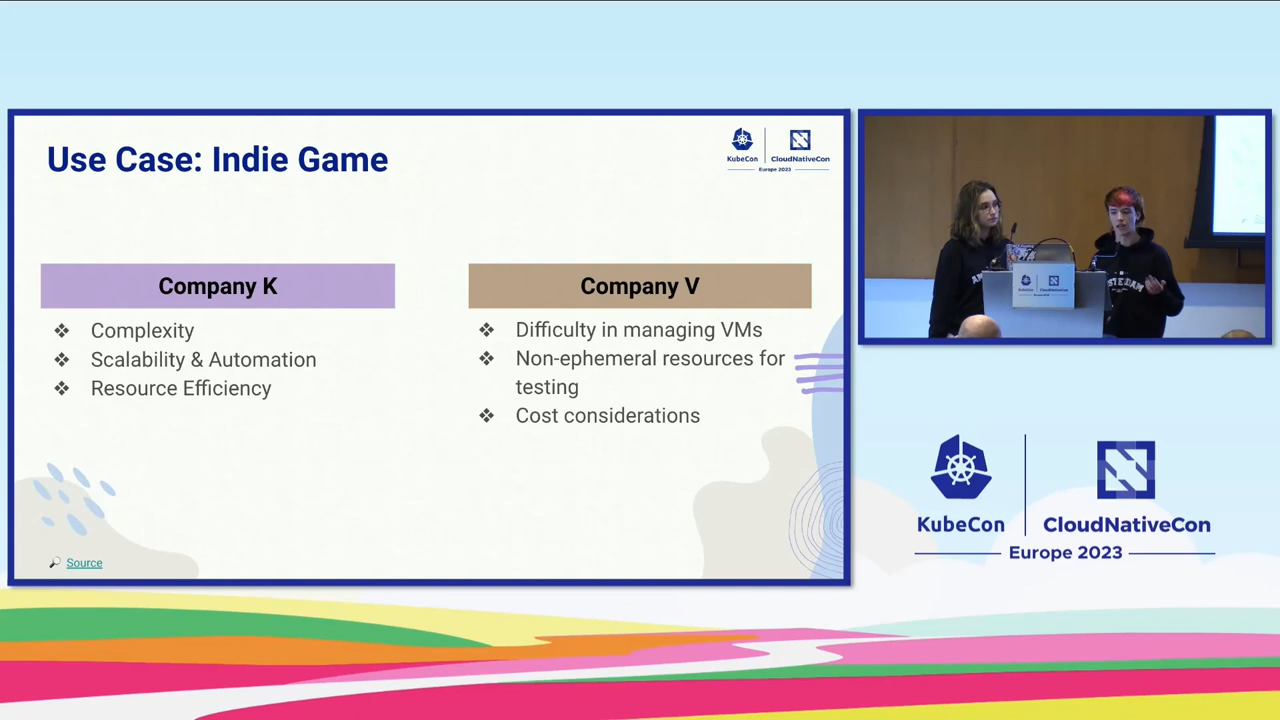 Use Case: Indie Game
KubeCon
CloudNativeCon
Europe 2023
Company K
❖ Complexity
❖ Scalability & Automation
❖ Resource Efficiency
Company V
❖ Difficulty in managing VMs
❖ Non-ephemeral resources for
testing
❖ Cost considerations
Source
KubeCon
CloudNativeCon
Europe 2023